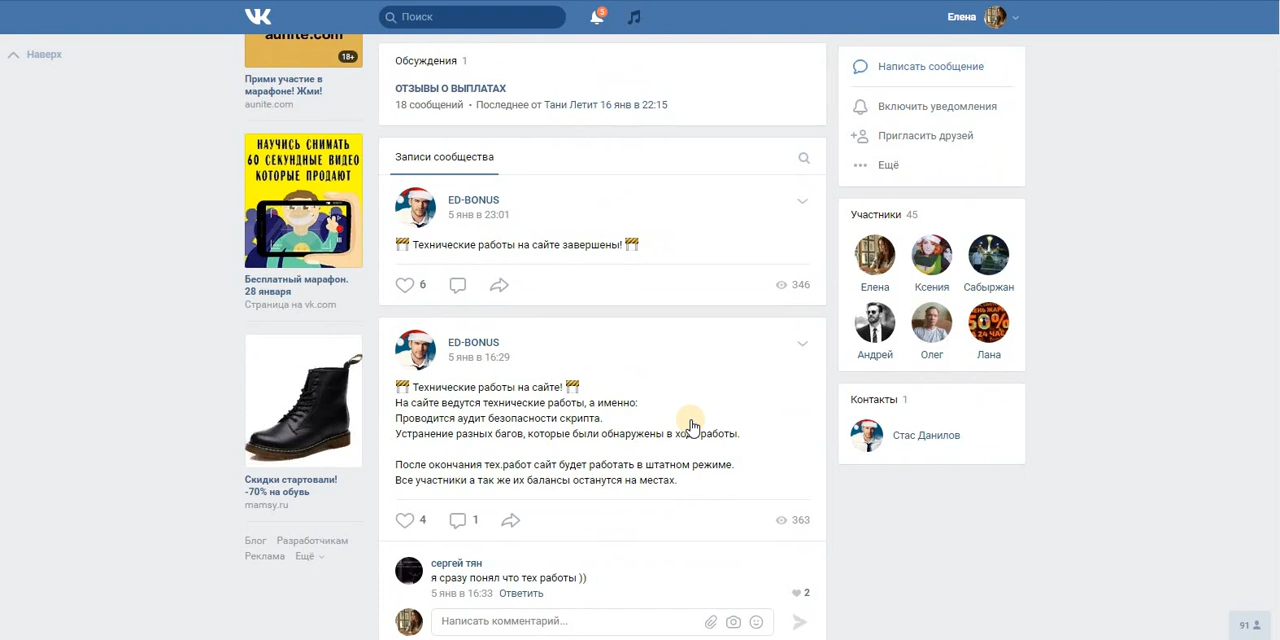 Поиск
5
Елена
Наверх
aunite.com
18+
Прими участие в
марафоне! Жми!
aunite.com
НАУЧИСЬ СНИМАТЬ
60 СЕКУНДНЫЕ ВИДЕО
КОТОРЫЕ ПРОДАЮТ
Бесплатный марафон.
28 января
Страница на vk.com
Скидки стартовали!
-70% на обувь
mamsy.ru
Блог Разработчикам
Реклама Ещё
Обсуждения 1
ОТЗЫВЫ О ВЫПЛАТАХ
18 сообщений • Последнее от Тани Летит 16 янв в 22:15
Записи сообщества
ED-BONUS
5 янв в 23:01
Технические работы на сайте завершены!
6
346
ED-BONUS
5 янв в 16:29
Технические работы на сайте!
На сайте ведутся технические работы, а именно:
Проводится аудит безопасности скрипта.
Устранение разных багов, которые были обнаружены в ходе работы.
После окончания тех.работ сайт будет работать в штатном режиме.
Все участники а так же их балансы останутся на местах.
4 1
363
сергей тян
я сразу понял что тех работы ))
5 янв в 16:33 Ответить
2
Написать комментарий...
Написать сообщение
Включить уведомления
Пригласить друзей
Ещё
Участники 45
Елена Ксения Сабыржан
50%
Андрей Олег Лана
Контакты 1
Стас Данилов
91